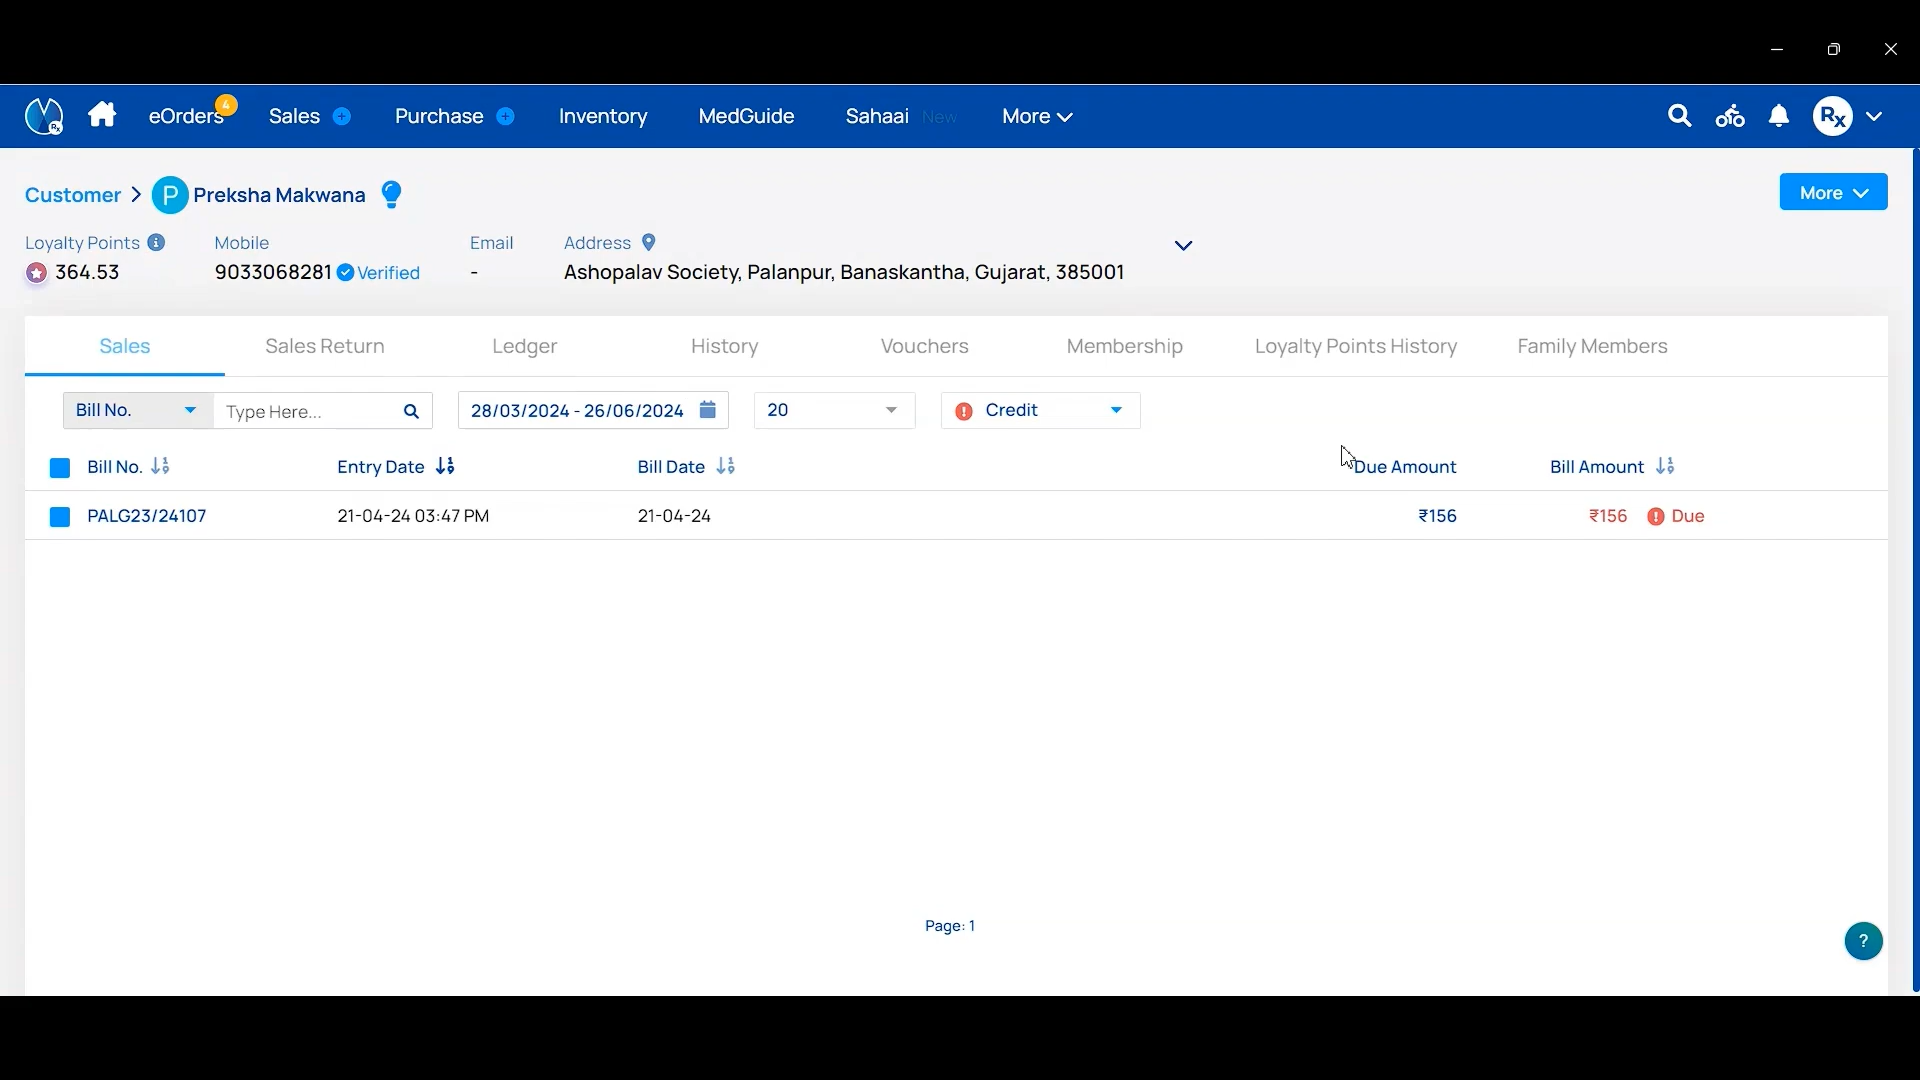 eOrders 4 Sales Purchase Inventory MedGuide Sahaai New More Rx
Customer > P Preksha Makwana More
Loyalty Points Mobile Email Address
364.53 9033068281 Verified - Ashopalav Society, Palanpur, Banaskantha, Gujarat, 385001
Sales Sales Return Ledger History Vouchers Membership Loyalty Points History Family Members
Bill No. Type Here... 28/03/2024 - 26/06/2024 20 Credit
Bill No. Entry Date Bill Date Due Amount Bill Amount
PALG23/24107 21-04-24 03:47 PM 21-04-24 ₹156 ₹156 Due
Page: 1
?